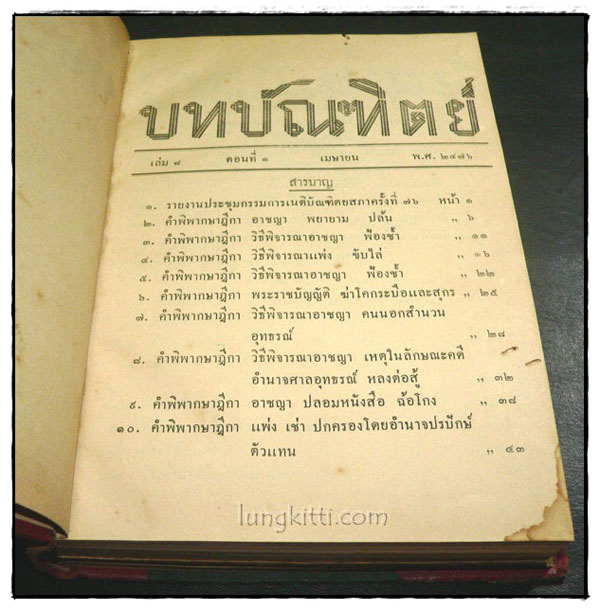 บทบัณฑิตย์
เล่ม ๘ ตอนที่ ๑ เมษายน พ.ศ. ๒๔๗๖
สารบาญ
๑. รายงานประชุมกรรมการเนติบัณฑิตยสภาครั้งที่ ๗๖ หน้า ๑
๒. คำพิพากษาฎีกา อาชญา พยายาม ปล้น ,, ๖
๓. คำพิพากษาฎีกา วิธีพิจารณาอาชญา ฟ้องซ้ำ ,, ๑๑
๔. คำพิพากษาฎีกา วิธีพิจารณาแพ่ง ขับไล่ ,, ๑๖
๕. คำพิพากษาฎีกา วิธีพิจารณาอาชญา ฟ้องซ้ำ ,, ๒๒
๖. คำพิพากษาฎีกา พระราชบัญญัติ ฆ่าโคกระบือและสุกร ,, ๒๕
๗. คำพิพากษาฎีกา วิธีพิจารณาอาชญา คนนอกสำนวน
อุทธรณ์ ,, ๒๘
๘. คำพิพากษาฎีกา วิธีพิจารณาอาชญา เหตุในลักษณะคดี
อำนาจศาลอุทธรณ์ หลงต่อสู้ ,, ๓๒
๙. คำพิพากษาฎีกา อาชญา ปลอมหนังสือ ฉ้อโกง ,, ๓๘
๑๐. คำพิพากษาฎีกา แพ่ง เช่า ปกครองโดยอำนาจปรปักษ์
ตัวแทน ,, ๔๓
lungkitti.com